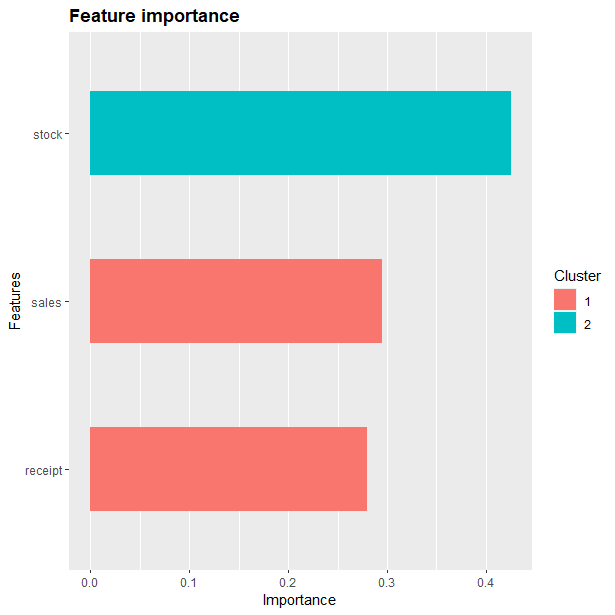 Feature importance
stock
sales
receipt
Features
0.0 0.1 0.2 0.3 0.4
Importance
Cluster
1
2